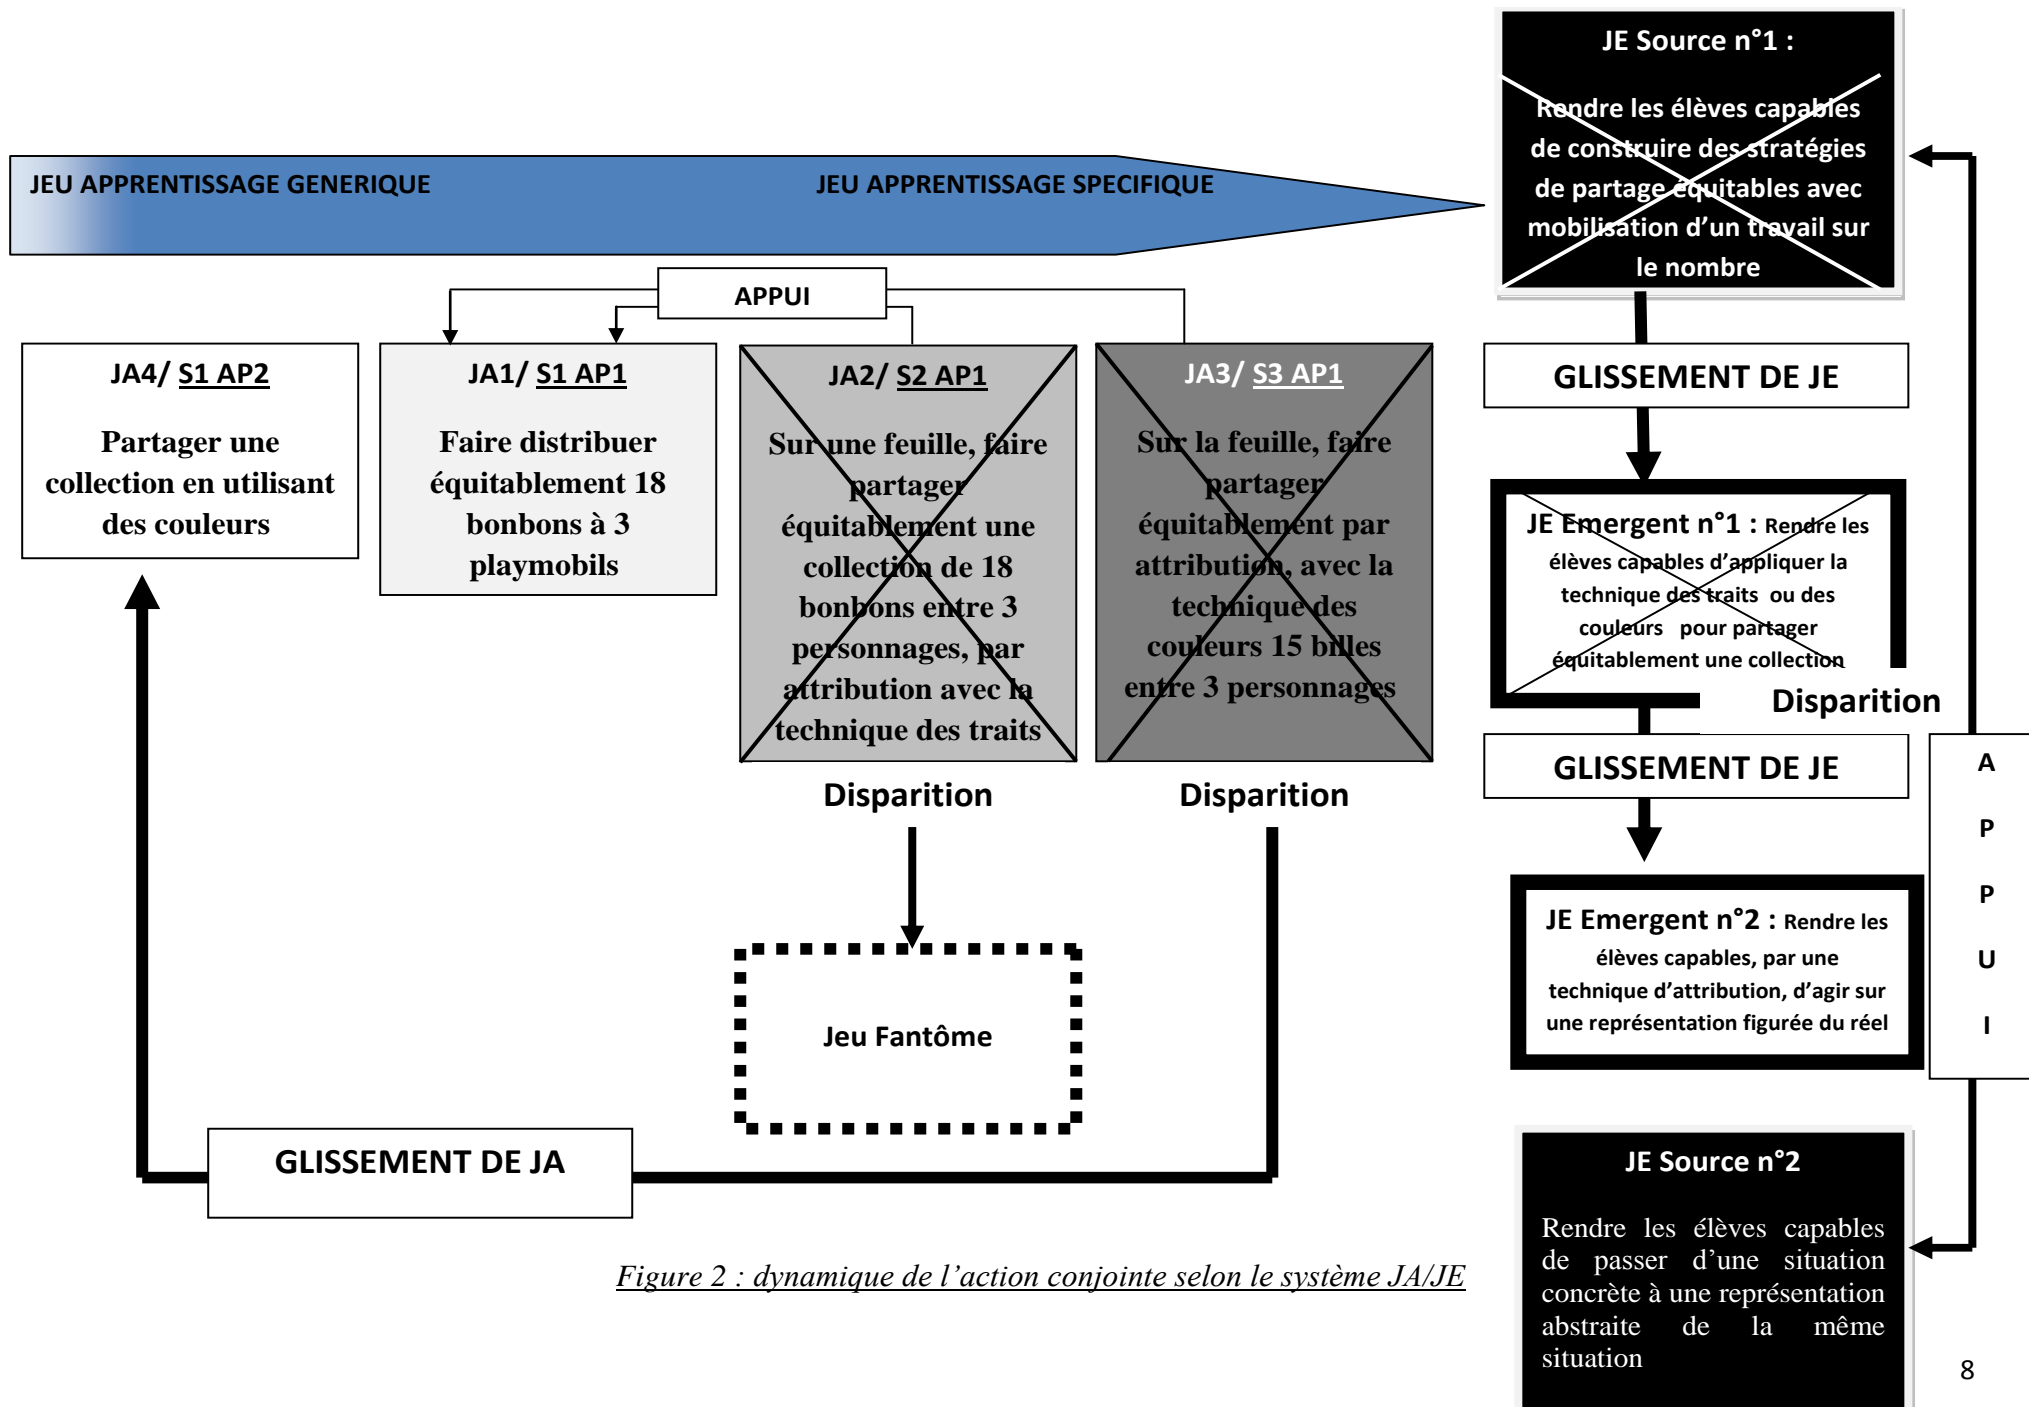 JE Source n°1 :
Rendre les élèves capables
de construire des stratégies
de partage équitables avec
mobilisation d'un travail sur
le nombre
JEU APPRENTISSAGE GENERIQUE
JEU APPRENTISSAGE SPECIFIQUE
APPUI
JA4/ S1 AP2
Partager une
collection en utilisant
des couleurs
JA1/ S1 AP1
Faire distribuer
équitablement 18
bonbons à 3
playmobils
JA2/ S2 AP1
Sur une feuille, faire
partager
équitablement une
collection de 18
bonbons entre 3
personnages, par
attribution avec la
technique des traits
JA3/ S3 AP1
Sur la feuille, faire
partager
équitablement par
attribution, avec la
technique des
couleurs 15 billes
entre 3 personnages
GLISSEMENT DE JE
JE Emergent n°1 : Rendre les
élèves capables d'appliquer la
technique des traits ou des
couleurs pour partager
équitablement une collection
Disparition
GLISSEMENT DE JE
Disparition
Disparition
A
P
P
U
I
JE Emergent n°2 : Rendre les
élèves capables, par une
technique d'attribution, d'agir sur
une représentation figurée du réel
Jeu Fantôme
GLISSEMENT DE JA
JE Source n°2
Rendre les élèves capables
de passer d'une situation
concrète à une représentation
abstraite de la même
situation
Figure 2 : dynamique de l'action conjointe selon le système JA/JE
8